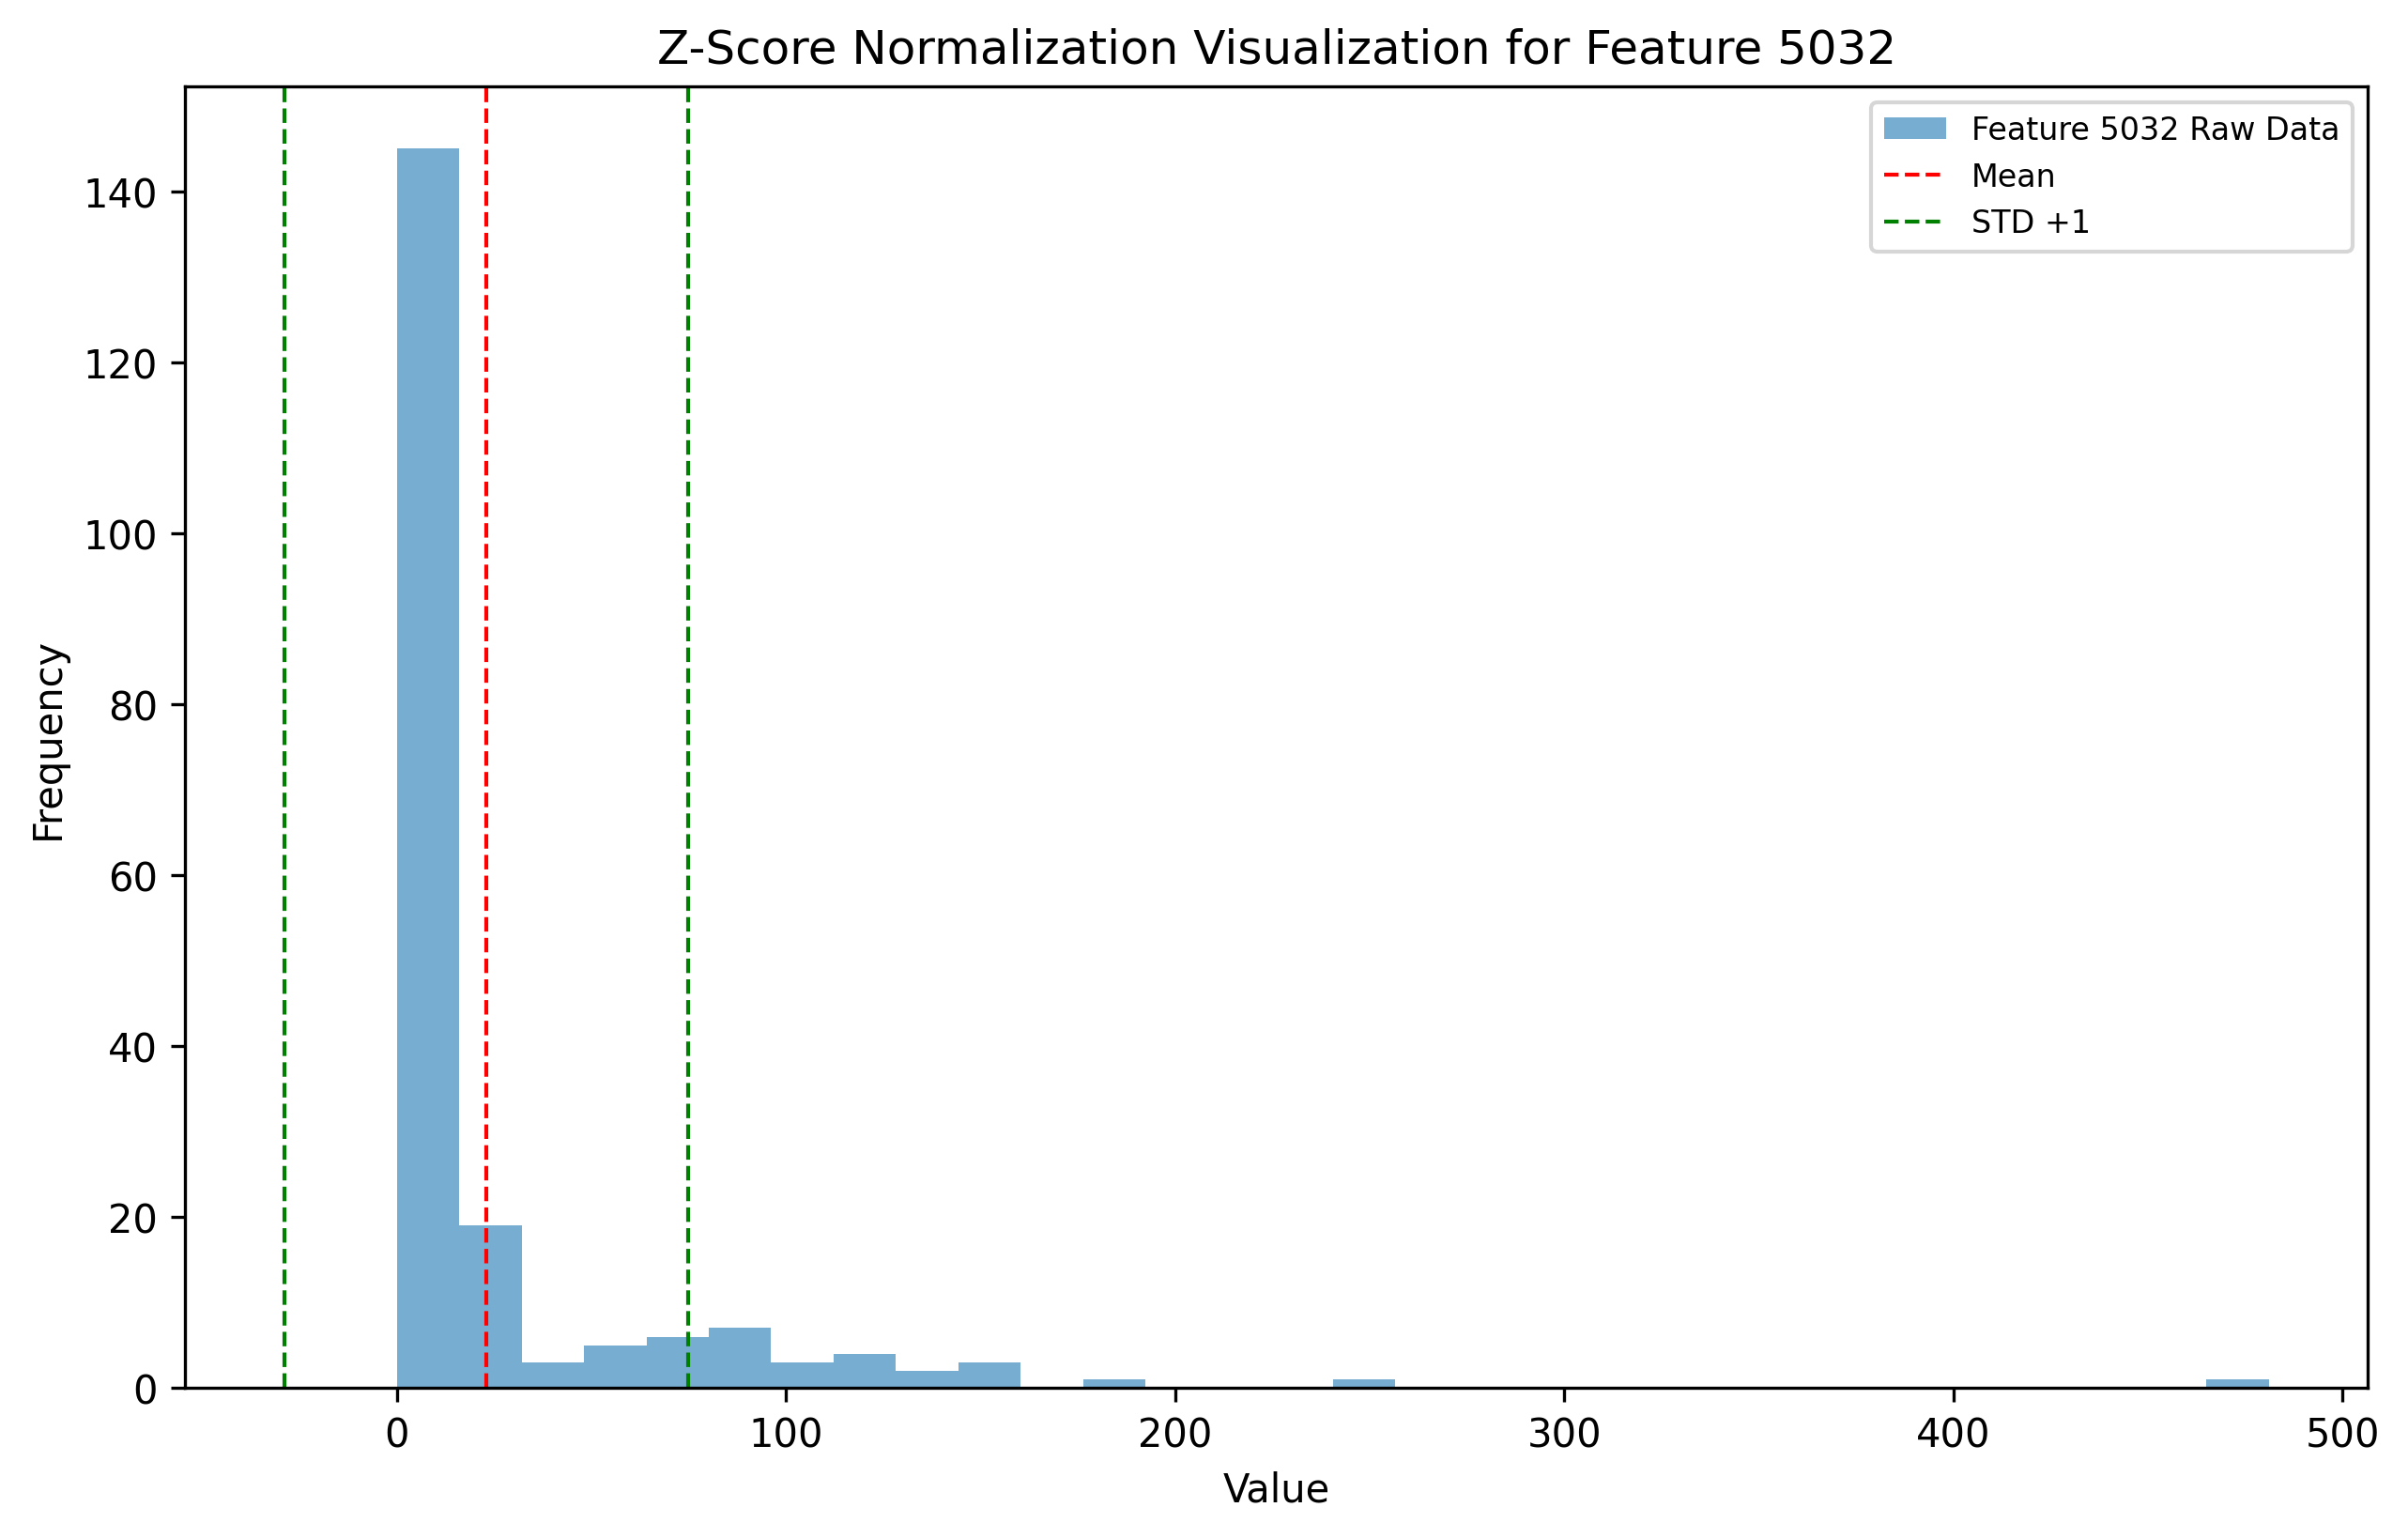 Z-Score Normalization Visualization for Feature 5032
Feature 5032 Raw Data
Mean
STD +1
140
120
100
80
60
40
20
0
Frequency
0 100 200 300 400 500
Value